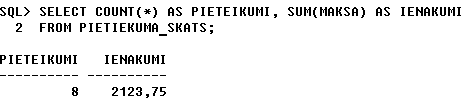 SQL> SELECT COUNT(*) AS PIETEIKUMI, SUM(MAKSA) AS IENAKUMI
  2  FROM PIETIEKUMA_SKATS;
PIETEIKUMI   IENAKUMI
---------- ----------
         8    2123,75